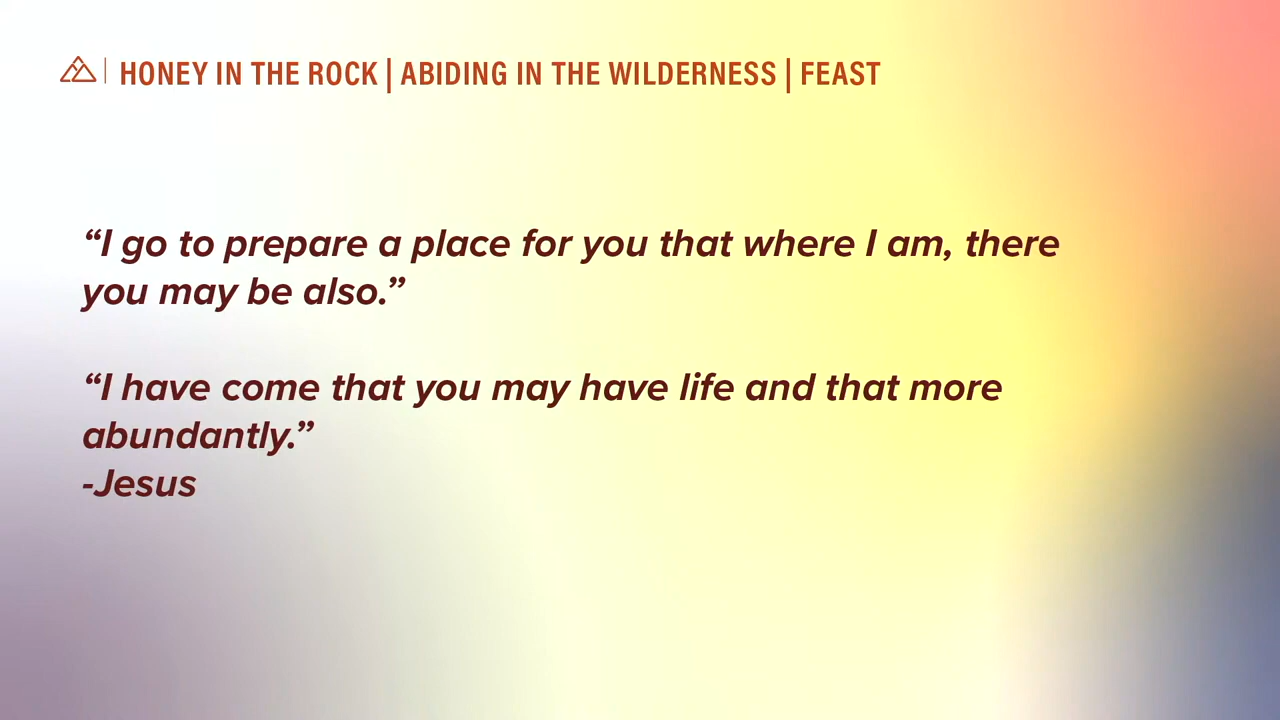 HONEY IN THE ROCK | ABIDING IN THE WILDERNESS | FEAST
“I go to prepare a place for you that where I am, there
you may be also.”
“I have come that you may have life and that more
abundantly.”
-Jesus